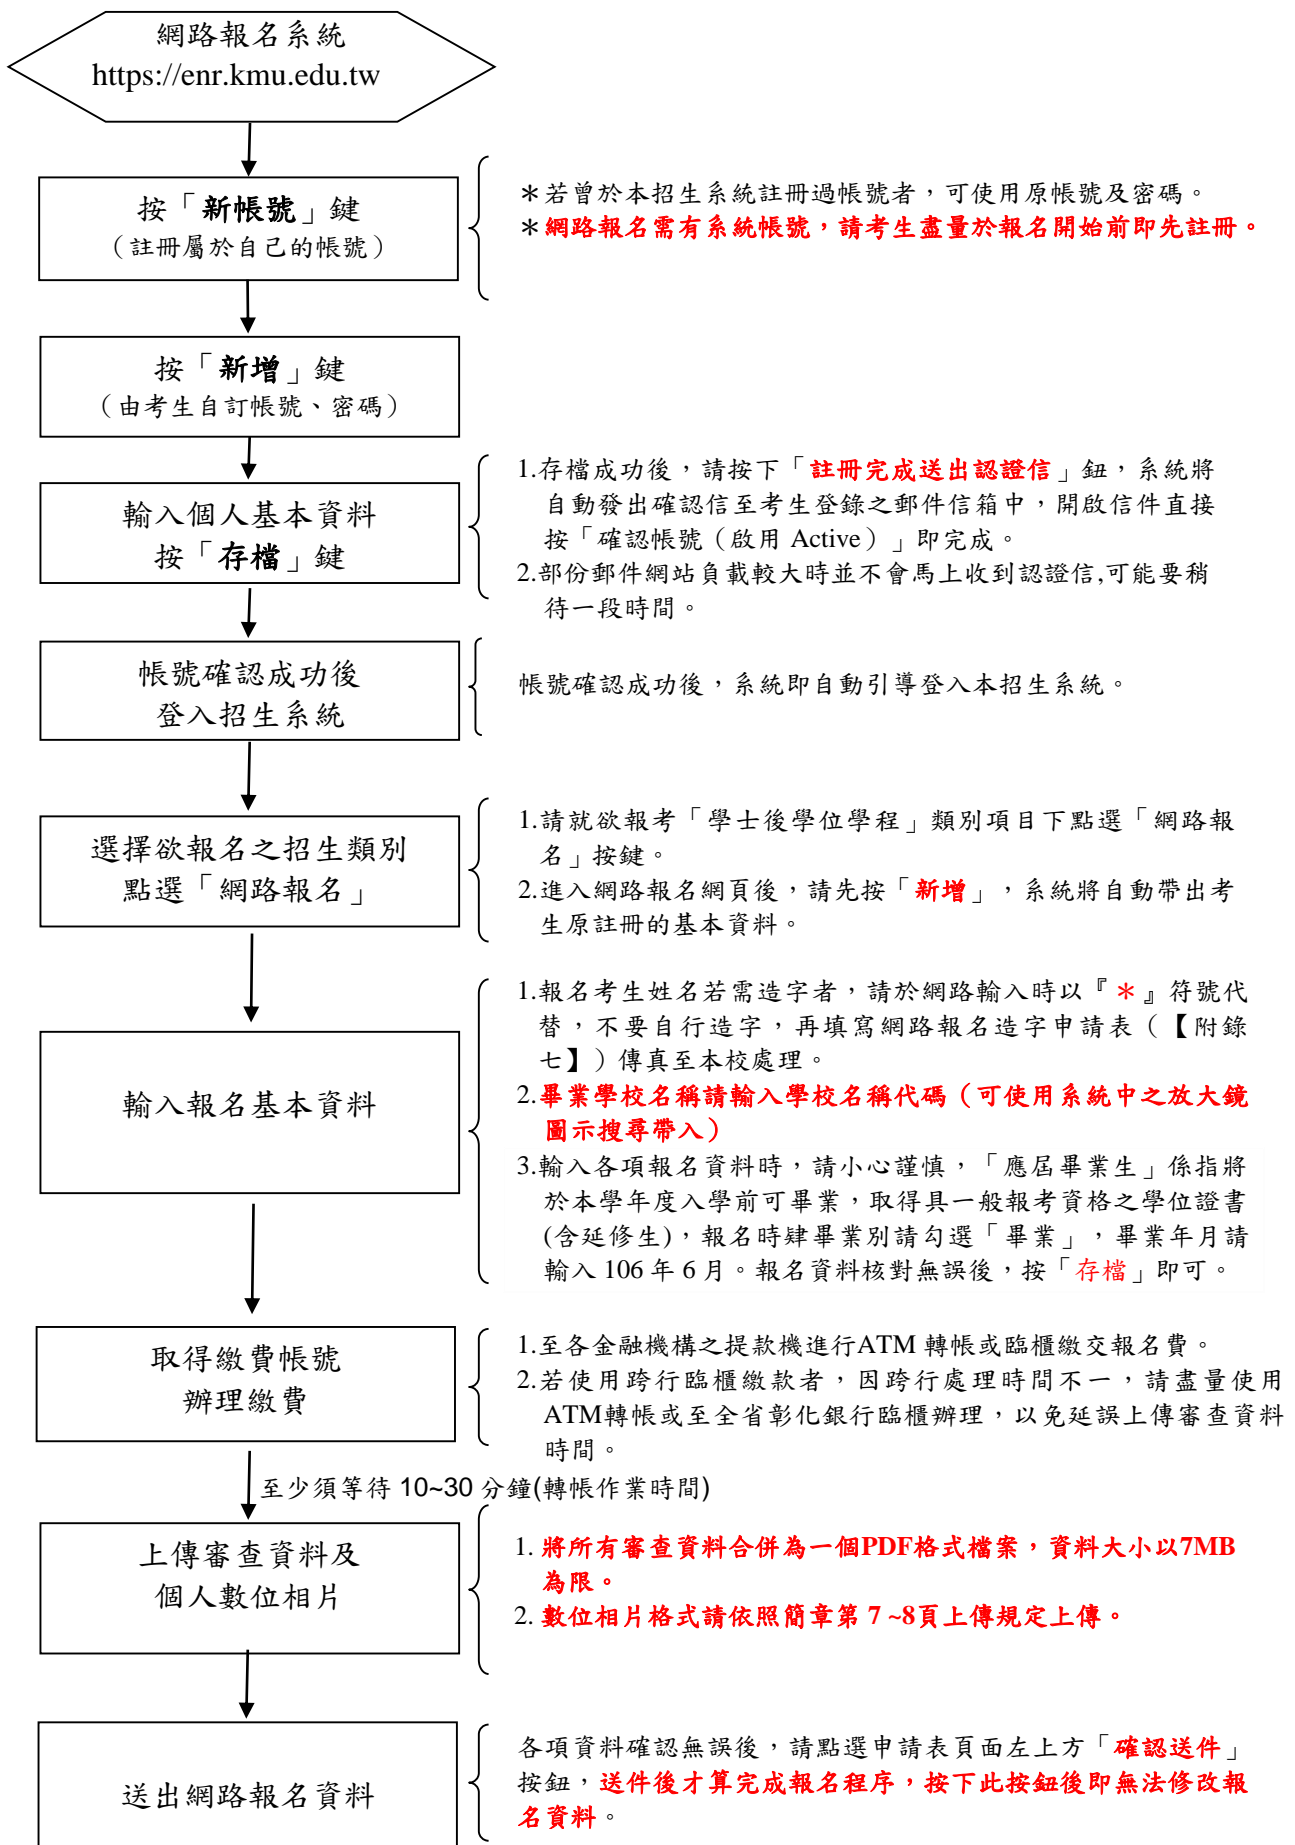 網路報名系統
https://enr.kmu.edu.tw
按「新帳號」鍵
（註冊屬於自己的帳號）
＊若曾於本招生系統註冊過帳號者，可使用原帳號及密碼。
＊網路報名需有系統帳號，請考生盡量於報名開始前即先註冊。
按「新增」鍵
（由考生自訂帳號、密碼）
輸入個人基本資料
按「存檔」鍵
1.存檔成功後，請按下「註冊完成送出認證信」鈕，系統將
自動發出確認信至考生登錄之郵件信箱中，開啟信件直接
按「確認帳號（啟用 Active）」即完成。
2.部份郵件網站負載較大時並不會馬上收到認證信,可能要稍
待一段時間。
帳號確認成功後
登入招生系統
帳號確認成功後，系統即自動引導登入本招生系統。
選擇欲報名之招生類別
點選「網路報名」
1.請就欲報考「學士後學位學程」類別項目下點選「網路報
名」按鍵。
2.進入網路報名網頁後，請先按「新增」，系統將自動帶出考
生原註冊的基本資料。
輸入報名基本資料
1.報名考生姓名若需造字者，請於網路輸入時以『＊』符號代
替，不要自行造字，再填寫網路報名造字申請表（【附錄
七】）傳真至本校處理。
2.畢業學校名稱請輸入學校名稱代碼（可使用系統中之放大鏡
圖示搜尋帶入）
3.輸入各項報名資料時，請小心謹慎，「應屆畢業生」係指將
於本學年度入學前可畢業，取得具一般報考資格之學位證書
(含延修生)，報名時肄畢業別請勾選「畢業」，畢業年月請
輸入 106 年 6 月。報名資料核對無誤後，按「存檔」即可。
取得繳費帳號
辦理繳費
1.至各金融機構之提款機進行ATM 轉帳或臨櫃繳交報名費。
2.若使用跨行臨櫃繳款者，因跨行處理時間不一，請盡量使用
ATM轉帳或至全省彰化銀行臨櫃辦理，以免延誤上傳審查資料
時間。
至少須等待 10~30 分鐘(轉帳作業時間)
上傳審查資料及
個人數位相片
1. 將所有審查資料合併為一個PDF格式檔案，資料大小以7MB
為限。
2. 數位相片格式請依照簡章第 7 ~8頁上傳規定上傳。
送出網路報名資料
各項資料確認無誤後，請點選申請表頁面左上方「確認送件」
按鈕，送件後才算完成報名程序，按下此按鈕後即無法修改報
名資料。